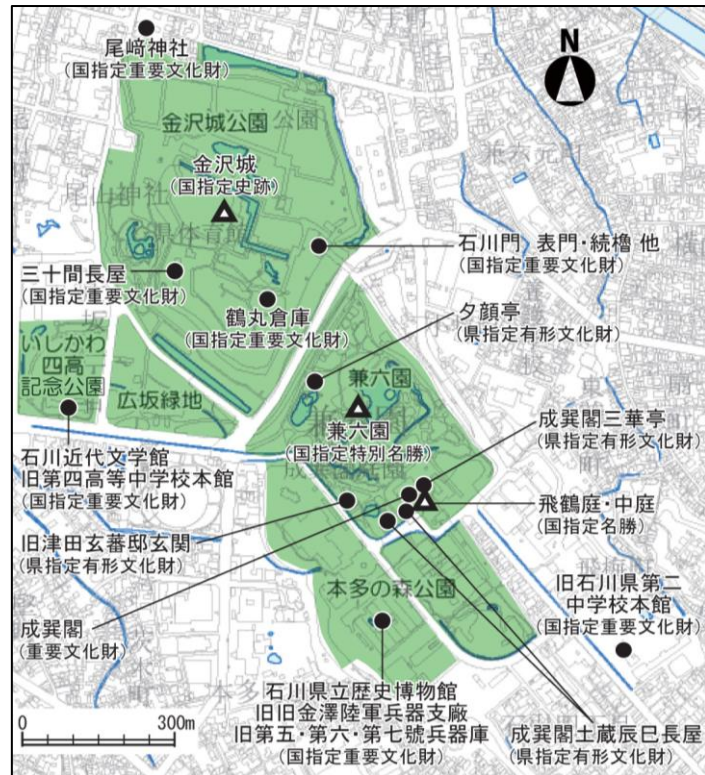 N
尾﨑神社
(国指定重要文化財)
金沢城公園
金沢城
(国指定史跡)
尾山神社
県体育館
兼六元町
石川門 表門・続櫓 他
(国指定重要文化財)
三十間長屋
(国指定重要文化財)
鶴丸倉庫
(国指定重要文化財)
夕顔亭
(県指定有形文化財)
いしかわ
四高
記念公園
広坂緑地
兼六園
兼六園
(国指定特別名勝)
成巽閣三華亭
(県指定有形文化財)
石川近代文学館
旧第四高等中学校本館
(国指定重要文化財)
飛鶴庭・中庭
(国指定名勝)
旧津田玄蕃邸玄関
(県指定有形文化財)
本多の森公園
旧石川県第二
中学校本館
(国指定重要文化財)
成巽閣
(重要文化財)
石川県立歴史博物館
旧旧金澤陸軍兵器支廠
旧第五・第六・第七號兵器庫
(国指定重要文化財)
成巽閣土蔵辰巳長屋
(県指定有形文化財)
0 300m